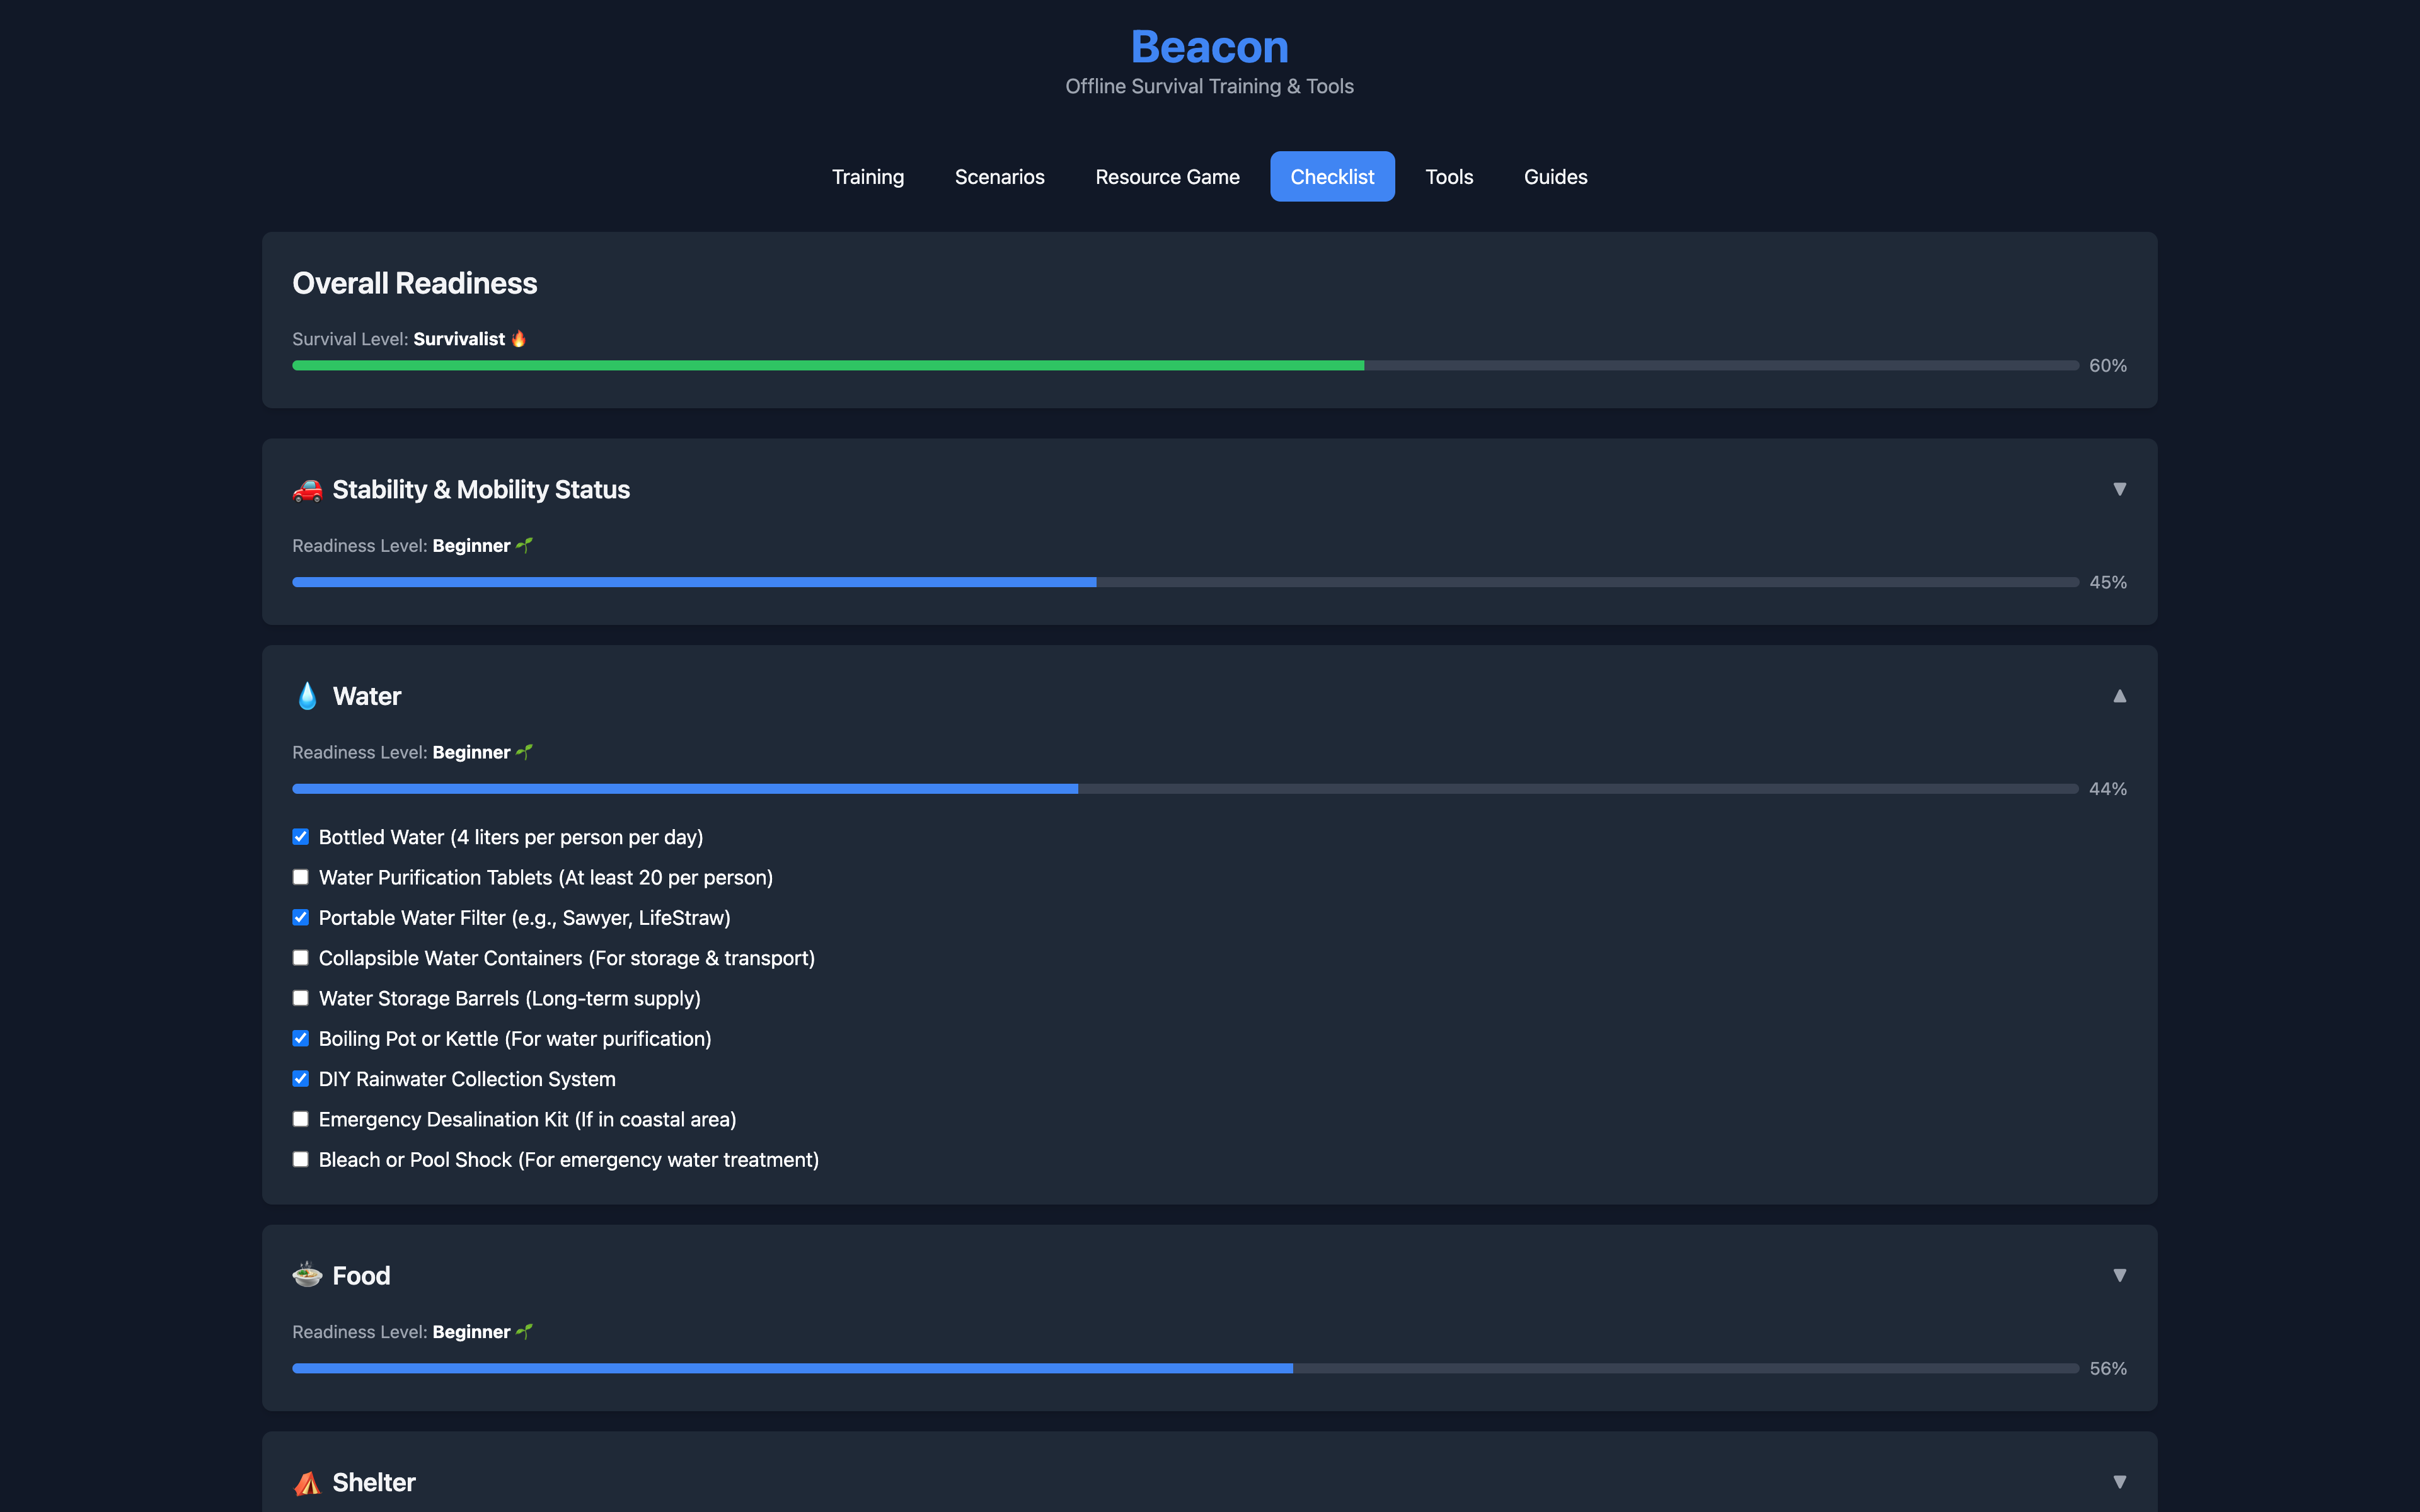 Beacon
Offline Survival Training & Tools
Training Scenarios Resource Game Checklist Tools Guides
Overall Readiness
Survival Level: Survivalist 🔥
60%
🚗 Stability & Mobility Status ▼
Readiness Level: Beginner 🌱
45%
💧 Water ▲
Readiness Level: Beginner 🌱
44%
Bottled Water (4 liters per person per day)
Water Purification Tablets (At least 20 per person)
Portable Water Filter (e.g., Sawyer, LifeStraw)
Collapsible Water Containers (For storage & transport)
Water Storage Barrels (Long-term supply)
Boiling Pot or Kettle (For water purification)
DIY Rainwater Collection System
Emergency Desalination Kit (If in coastal area)
Bleach or Pool Shock (For emergency water treatment)
🍲 Food ▼
Readiness Level: Beginner 🌱
56%
⛺ Shelter ▼